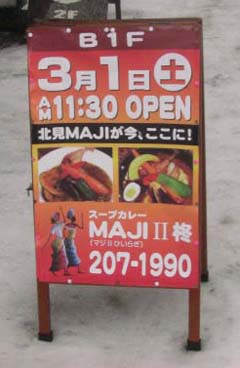 2F
B1F
3月1日土
AM11:30 OPEN
北見MAJIが今、ここに!
スープカレー
MAJI II 柊
(マジIIひいらぎ)
207-1990